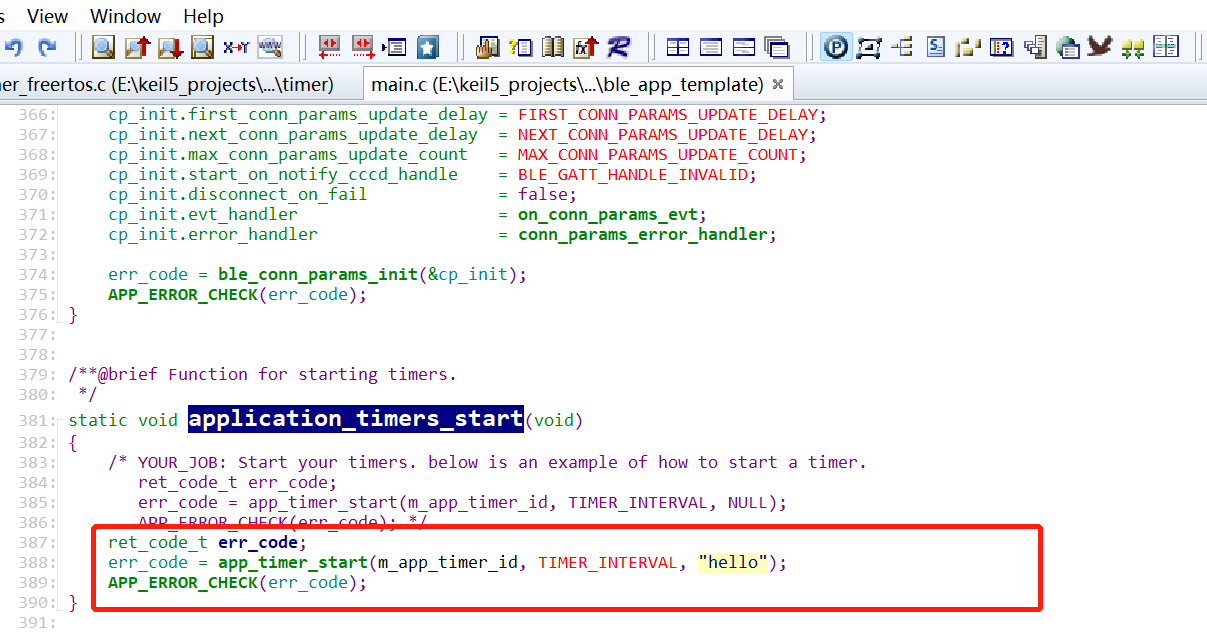 s View Window Help
er_freertos.c (E:\keil5_projects\...\timer) main.c (E:\keil5_projects\...\ble_app_template) ×
366: cp_init.first_conn_params_update_delay = FIRST_CONN_PARAMS_UPDATE_DELAY;
367: cp_init.next_conn_params_update_delay = NEXT_CONN_PARAMS_UPDATE_DELAY;
368: cp_init.max_conn_params_update_count = MAX_CONN_PARAMS_UPDATE_COUNT;
369: cp_init.start_on_notify_cccd_handle = BLE_GATT_HANDLE_INVALID;
370: cp_init.disconnect_on_fail = false;
371: cp_init.evt_handler = on_conn_params_evt;
372: cp_init.error_handler = conn_params_error_handler;
373:
374: err_code = ble_conn_params_init(&cp_init);
375: APP_ERROR_CHECK(err_code);
376: }
377:
378:
379: /**@brief Function for starting timers.
380: */
381: static void application_timers_start(void)
382: {
383: /* YOUR_JOB: Start your timers. below is an example of how to start a timer.
384: ret_code_t err_code;
385: err_code = app_timer_start(m_app_timer_id, TIMER_INTERVAL, NULL);
386: APP_ERROR_CHECK(err_code); */
387: ret_code_t err_code;
388: err_code = app_timer_start(m_app_timer_id, TIMER_INTERVAL, "hello");
389: APP_ERROR_CHECK(err_code);
390: }
391: